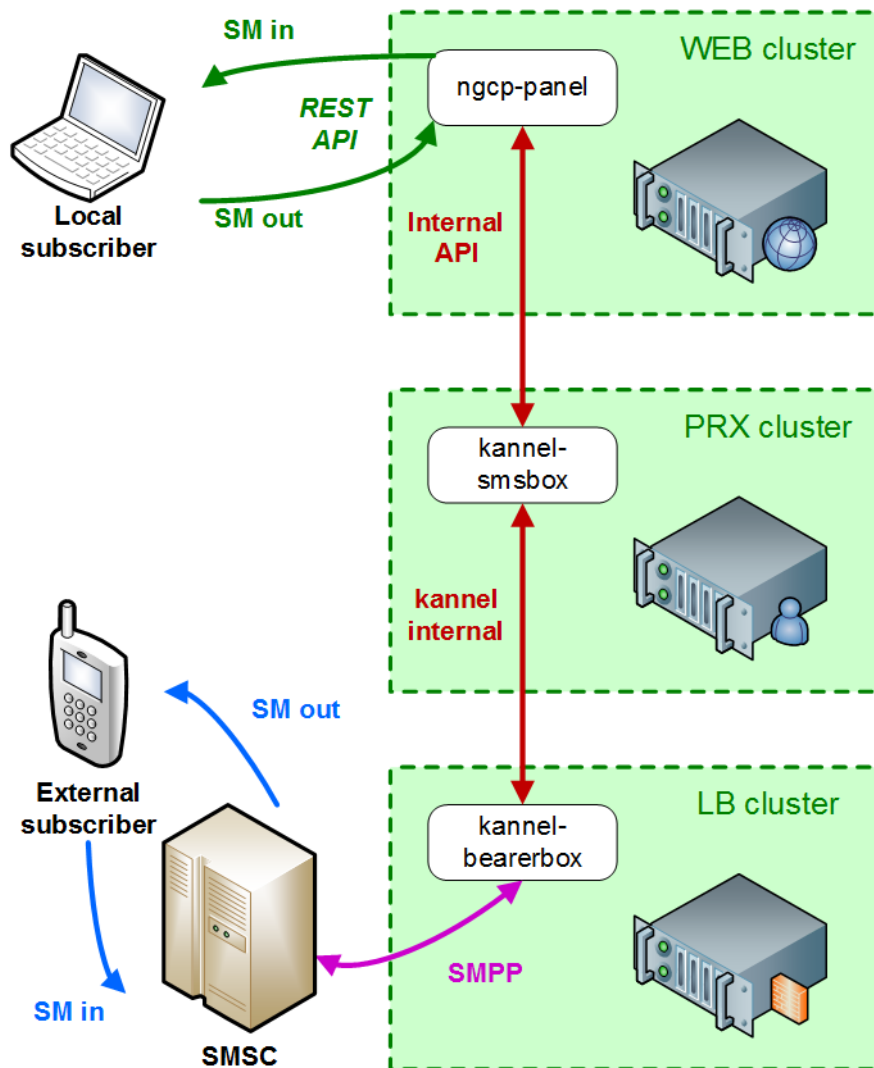 SM in
WEB cluster
ngcp-panel
REST
API
Local
subscriber
SM out
Internal
API
PRX cluster
kannel-
smsbox
kannel
internal
SM out
External
subscriber
LB cluster
kannel-
bearerbox
SMPP
SM in
SMSC